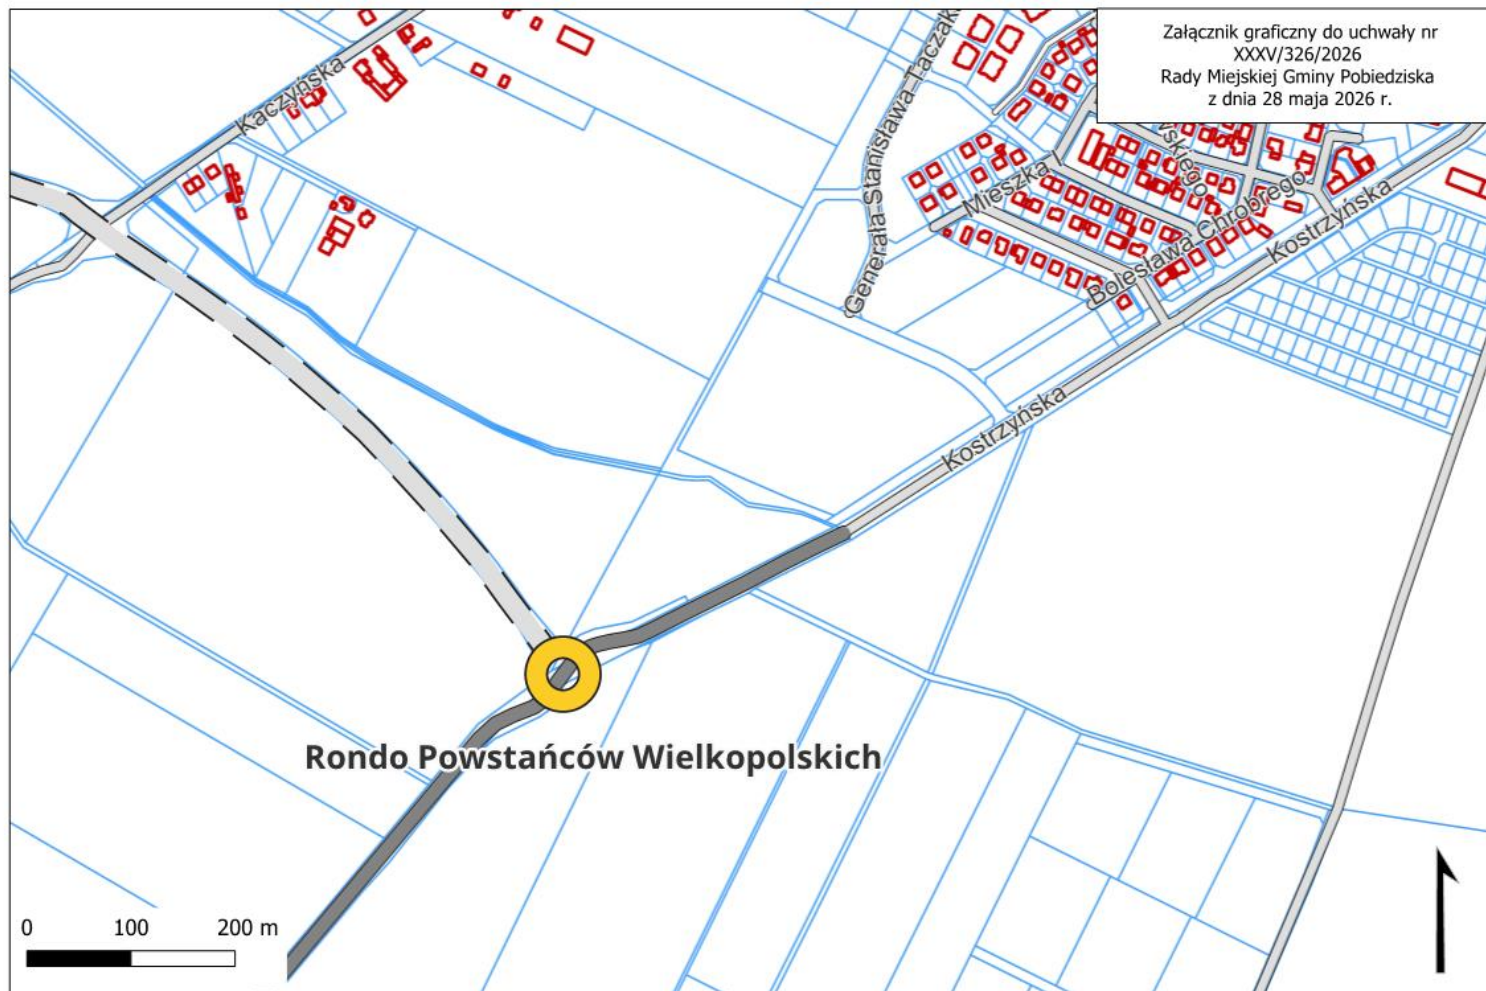 Załącznik graficzny do uchwały nr
XXXV/326/2026
Rady Miejskiej Gminy Pobiedziska
z dnia 28 maja 2026 r.
Kaczyńska
Generała Stanisława Taczaka
Mieszka
Bolesława Chrobrego
Kostrzyńska
Kostrzyńska
Rondo Powstańców Wielkopolskich
0 100 200 m